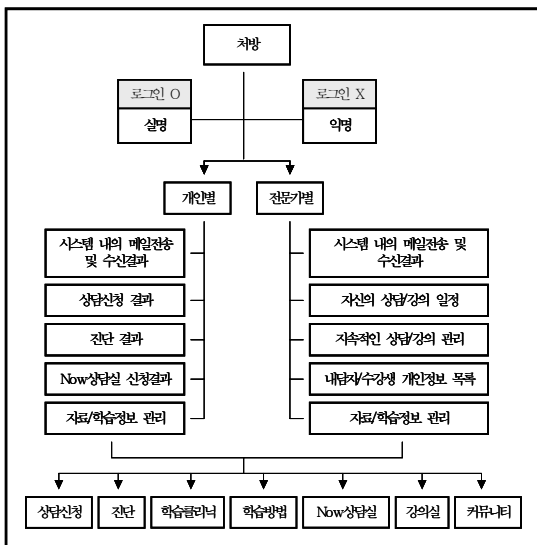 처방
로그인 O
실명
로그인 X
익명
개인별
전문가별
시스템 내의 메일전송
및 수신결과
상담신청 결과
진단 결과
Now상담실 신청결과
자료/학습정보 관리
시스템 내의 메일전송 및
수신결과
자신의 상담/강의 일정
지속적인 상담/강의 관리
내담자/수강생 개인정보 목록
자료/학습정보 관리
상담신청
진단
학습클리닉
학습방법
Now상담실
강의실
커뮤니티